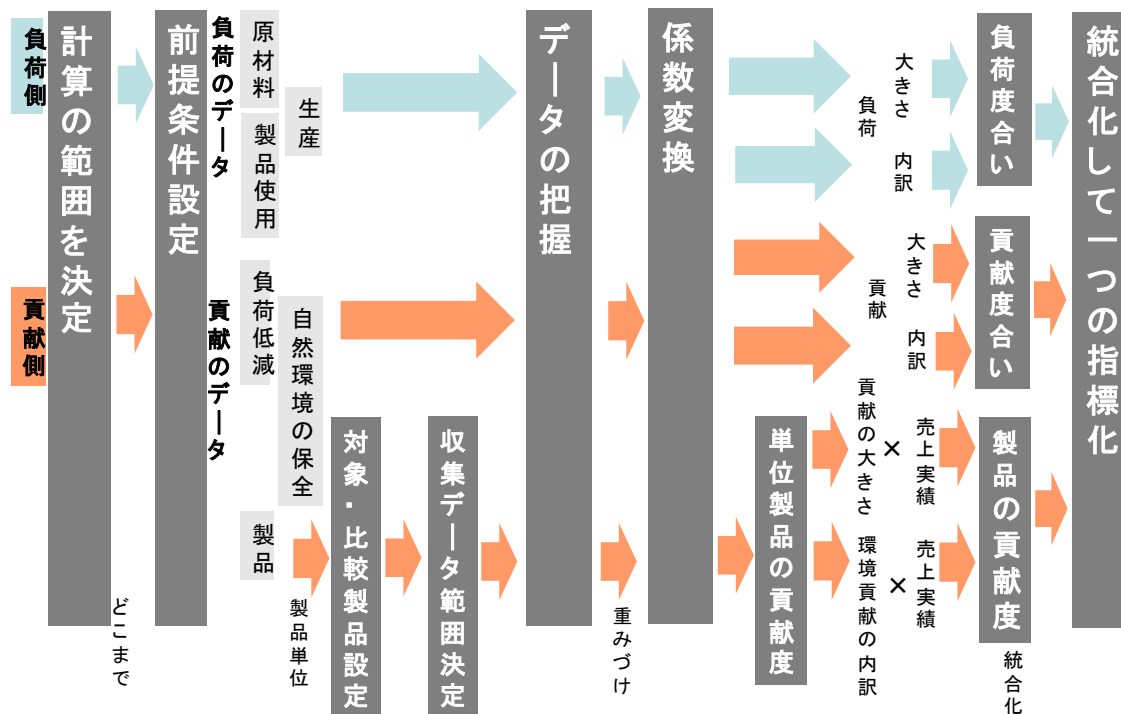 負荷側
計算の範囲を決定
前提条件設定
負荷のデータ
原材料
生産
製品使用
データの把握
係数変換
負荷
大きさ
内訳
負荷度合い
統合化して一つの指標化
貢献側
どこまで
貢献のデータ
負荷低減
自然環境の保全
貢献
大きさ
内訳
貢献度合い
製品
製品単位
対象・比較製品設定
収集データ範囲決定
重みづけ
単位製品の貢献度
貢献の大きさ
×
売上実績
環境貢献の内訳
×
売上実績
製品の貢献度
統合化